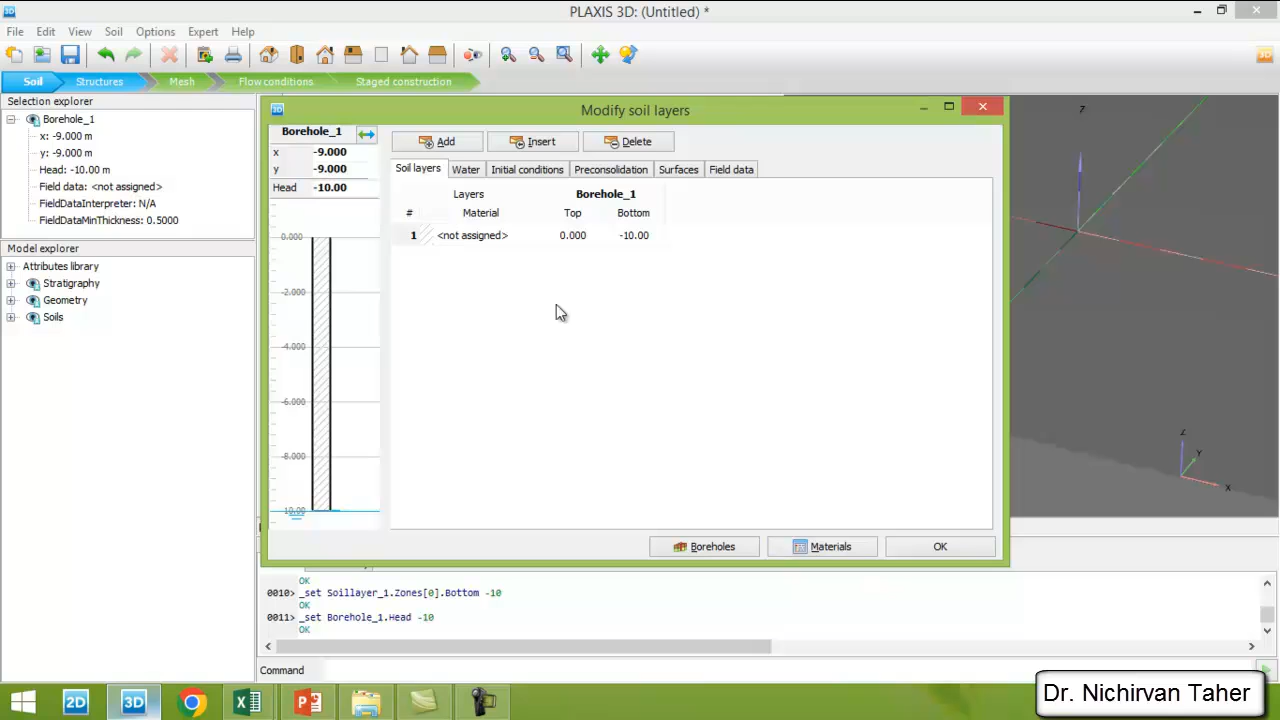 PLAXIS 3D: (Untitled) *
File Edit View Soil Options Expert Help
Soil Structures Mesh Flow conditions Staged construction
Selection explorer
Borehole_1
x: -9.000 m
y: -9.000 m
Head: -10.00 m
Field data: <not assigned>
FieldDataInterpreter: N/A
FieldDataMinThickness: 0.5000
Model explorer
Attributes library
Stratigraphy
Geometry
Soils
Modify soil layers
Borehole_1
x -9.000
y -9.000
Head -10.00
0.000
-2.000
-4.000
-6.000
-8.000
-10.00
Add Insert Delete
Soil layers Water Initial conditions Preconsolidation Surfaces Field data
Layers Borehole_1
# Material Top Bottom
1 <not assigned> 0.000 -10.00
Boreholes Materials OK
Z
Z
Y
X
OK
0010> _set Soillayer_1.Zones[0].Bottom -10
OK
0011> _set Borehole_1.Head -10
OK
Command
2D 3D
Dr. Nichirvan Taher